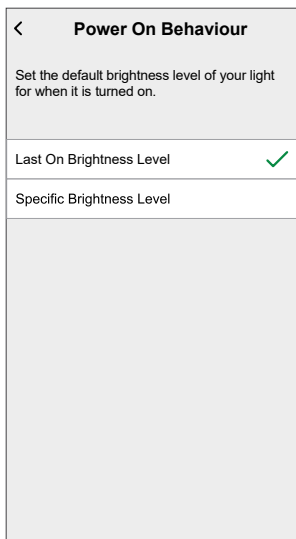 Power On Behaviour
Set the default brightness level of your light
for when it is turned on.
Last On Brightness Level
Specific Brightness Level